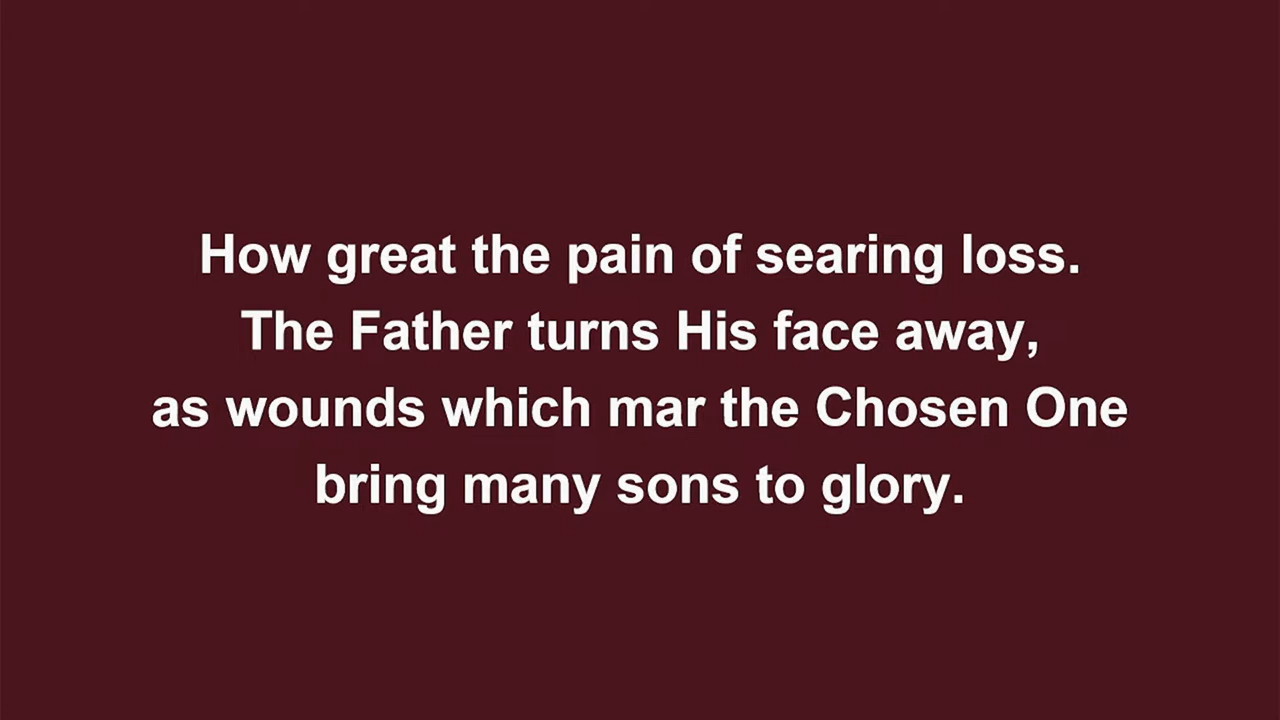 How great the pain of searing loss.
The Father turns His face away,
as wounds which mar the Chosen One
bring many sons to glory.